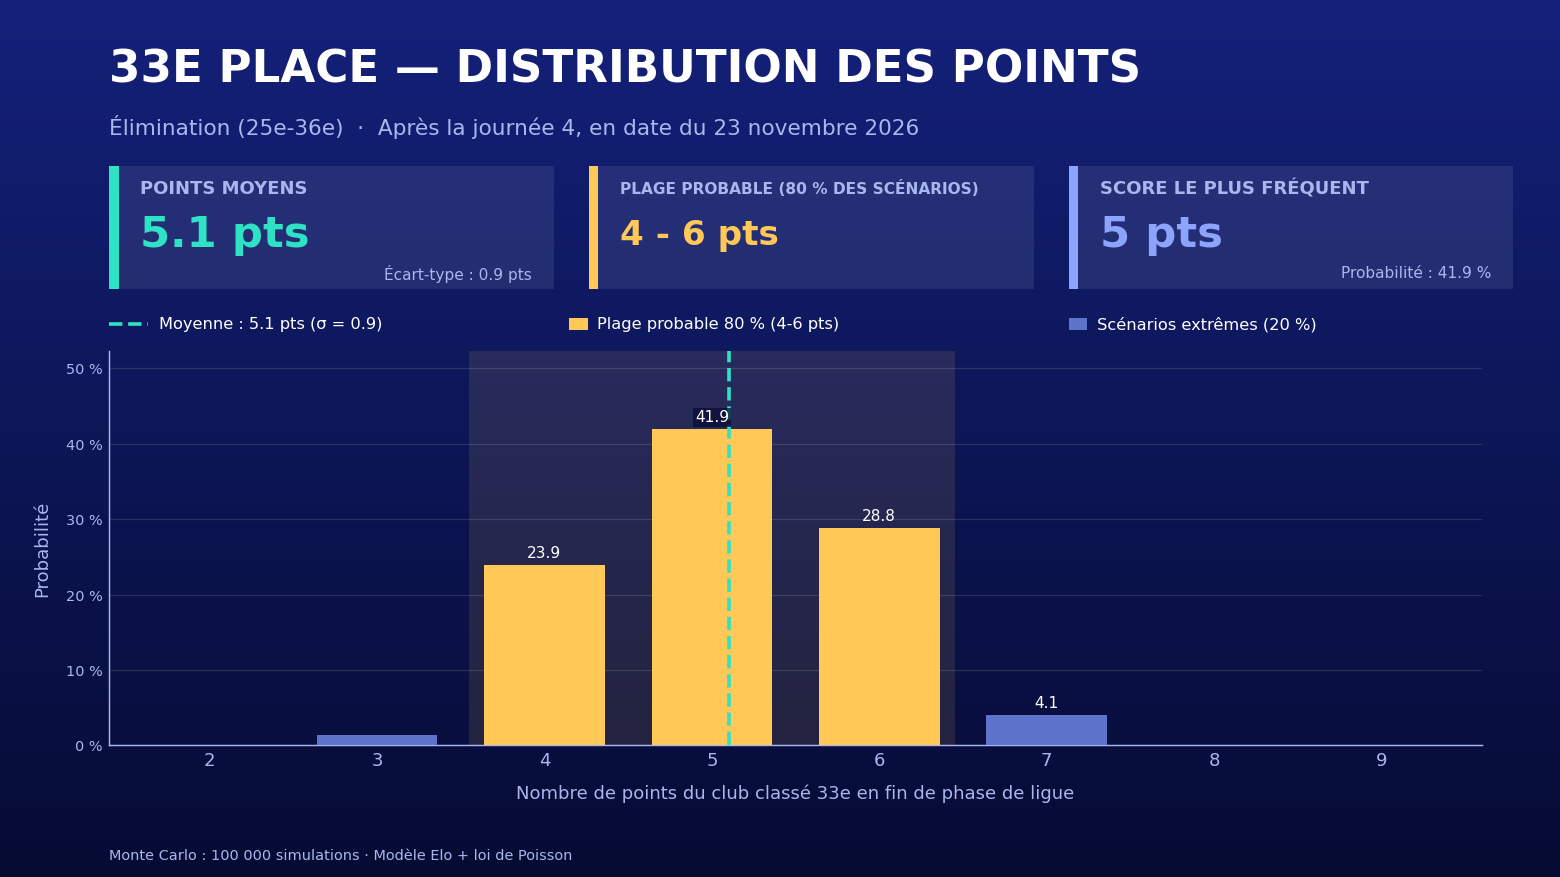 33E PLACE — DISTRIBUTION DES POINTS
Élimination (25e-36e)  ·  Après la journée 4, en date du 23 novembre 2026
POINTS MOYENS
5.1 pts
Écart-type : 0.9 pts
PLAGE PROBABLE (80 % DES SCÉNARIOS)
4 - 6 pts
SCORE LE PLUS FRÉQUENT
5 pts
Probabilité : 41.9 %
Moyenne : 5.1 pts (σ = 0.9)
Plage probable 80 % (4-6 pts)
Scénarios extrêmes (20 %)
Probabilité
50 %
40 %
30 %
20 %
10 %
0 %
23.9
41.9
28.8
4.1
2 3 4 5 6 7 8 9
Nombre de points du club classé 33e en fin de phase de ligue
Monte Carlo : 100 000 simulations · Modèle Elo + loi de Poisson